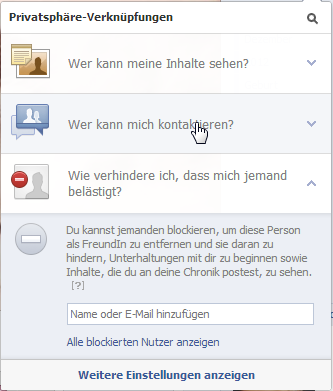 Privatsphäre-Verknüpfungen
Wer kann meine Inhalte sehen?
Wer kann mich kontaktieren?
Wie verhindere ich, dass mich jemand
belästigt?
Du kannst jemanden blockieren, um diese Person
als FreundIn zu entfernen und sie daran zu
hindern, Unterhaltungen mit dir zu beginnen sowie
Inhalte, die du an deine Chronik postest, zu sehen.
[?]
Name oder E-Mail hinzufügen
Alle blockierten Nutzer anzeigen
Weitere Einstellungen anzeigen